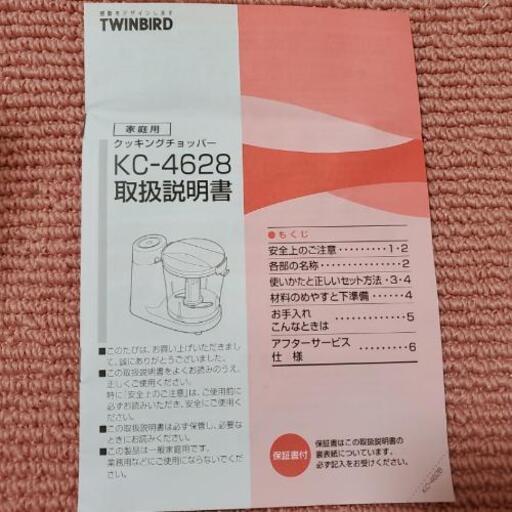 感動をデザインします
TWINBIRD
家庭用
クッキングチョッパー
KC-4628
取扱説明書
■このたびは、お買い上げいただきまして、
誠にありがとうございました。
■この取扱説明書をよくお読みのうえ、
正しくご使用ください。
特に「安全上のご注意」は、ご使用前に
必ずお読みいただき、安全にご使用ください。
■この取扱説明書は必ず保管し、必要な
ときにお読みください。
■この製品は一般家庭用です。
業務用などにご使用にならないでください。
●もくじ
安全上のご注意・・・・・・・・・1・2
各部の名称・・・・・・・・・・・・・・2
使いかたと正しいセット方法・3・4
材料のめやすと下準備・・・・・・4
お手入れ
こんなときは・・・・・・・・・・・・5
アフターサービス
仕様・・・・・・・・・・・・6
保証書付
保証書はこの取扱説明書の
裏表紙についています。
必ず記入をお受けください。
KC-4628